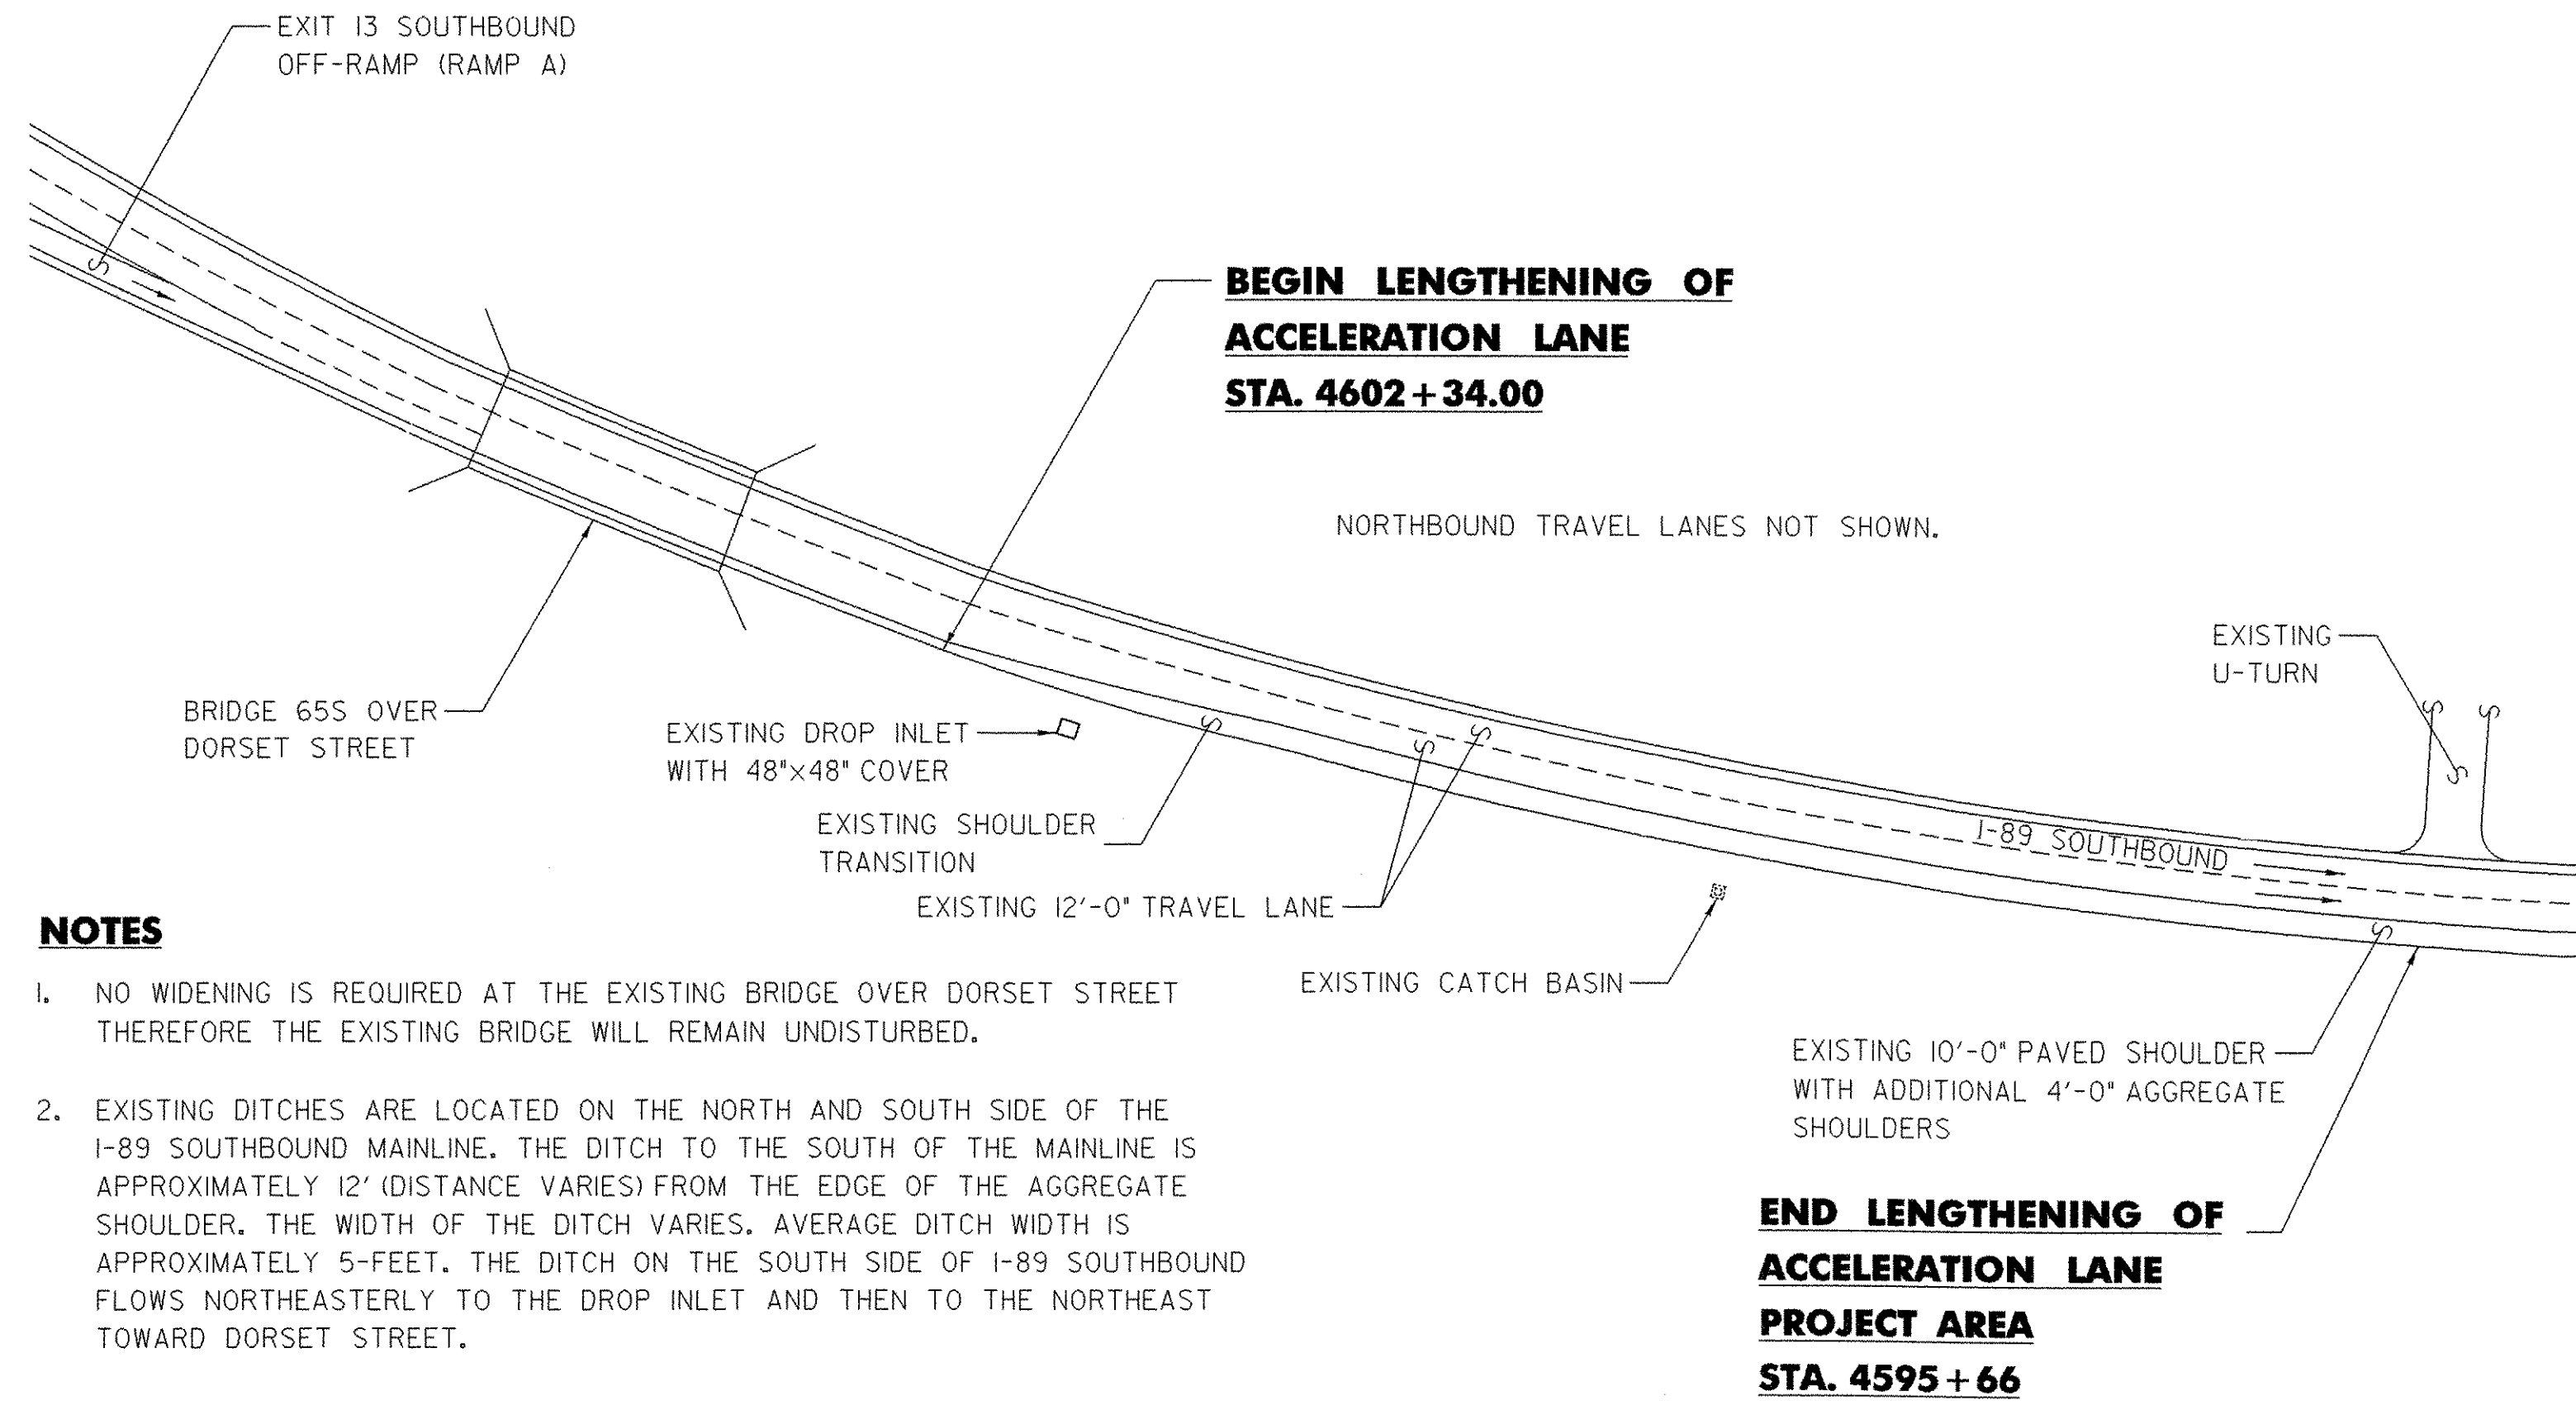 EXIT 13 SOUTHBOUND
OFF-RAMP (RAMP A)
BEGIN LENGTHENING OF
ACCELERATION LANE
STA. 4602+34.00
NORTHBOUND TRAVEL LANES NOT SHOWN.
EXISTING
U-TURN
BRIDGE 65S OVER
DORSET STREET
EXISTING DROP INLET
WITH 48"x48" COVER
EXISTING SHOULDER
TRANSITION
EXISTING 12'-0" TRAVEL LANE
I-89 SOUTHBOUND
EXISTING CATCH BASIN
EXISTING 10'-0" PAVED SHOULDER
WITH ADDITIONAL 4'-0" AGGREGATE
SHOULDERS
END LENGTHENING OF
ACCELERATION LANE
PROJECT AREA
STA. 4595+66
NOTES
1. NO WIDENING IS REQUIRED AT THE EXISTING BRIDGE OVER DORSET STREET
THEREFORE THE EXISTING BRIDGE WILL REMAIN UNDISTURBED.
2. EXISTING DITCHES ARE LOCATED ON THE NORTH AND SOUTH SIDE OF THE
I-89 SOUTHBOUND MAINLINE. THE DITCH TO THE SOUTH OF THE MAINLINE IS
APPROXIMATELY 12' (DISTANCE VARIES) FROM THE EDGE OF THE AGGREGATE
SHOULDER. THE WIDTH OF THE DITCH VARIES. AVERAGE DITCH WIDTH IS
APPROXIMATELY 5-FEET. THE DITCH ON THE SOUTH SIDE OF I-89 SOUTHBOUND
FLOWS NORTHEASTERLY TO THE DROP INLET AND THEN TO THE NORTHEAST
TOWARD DORSET STREET.